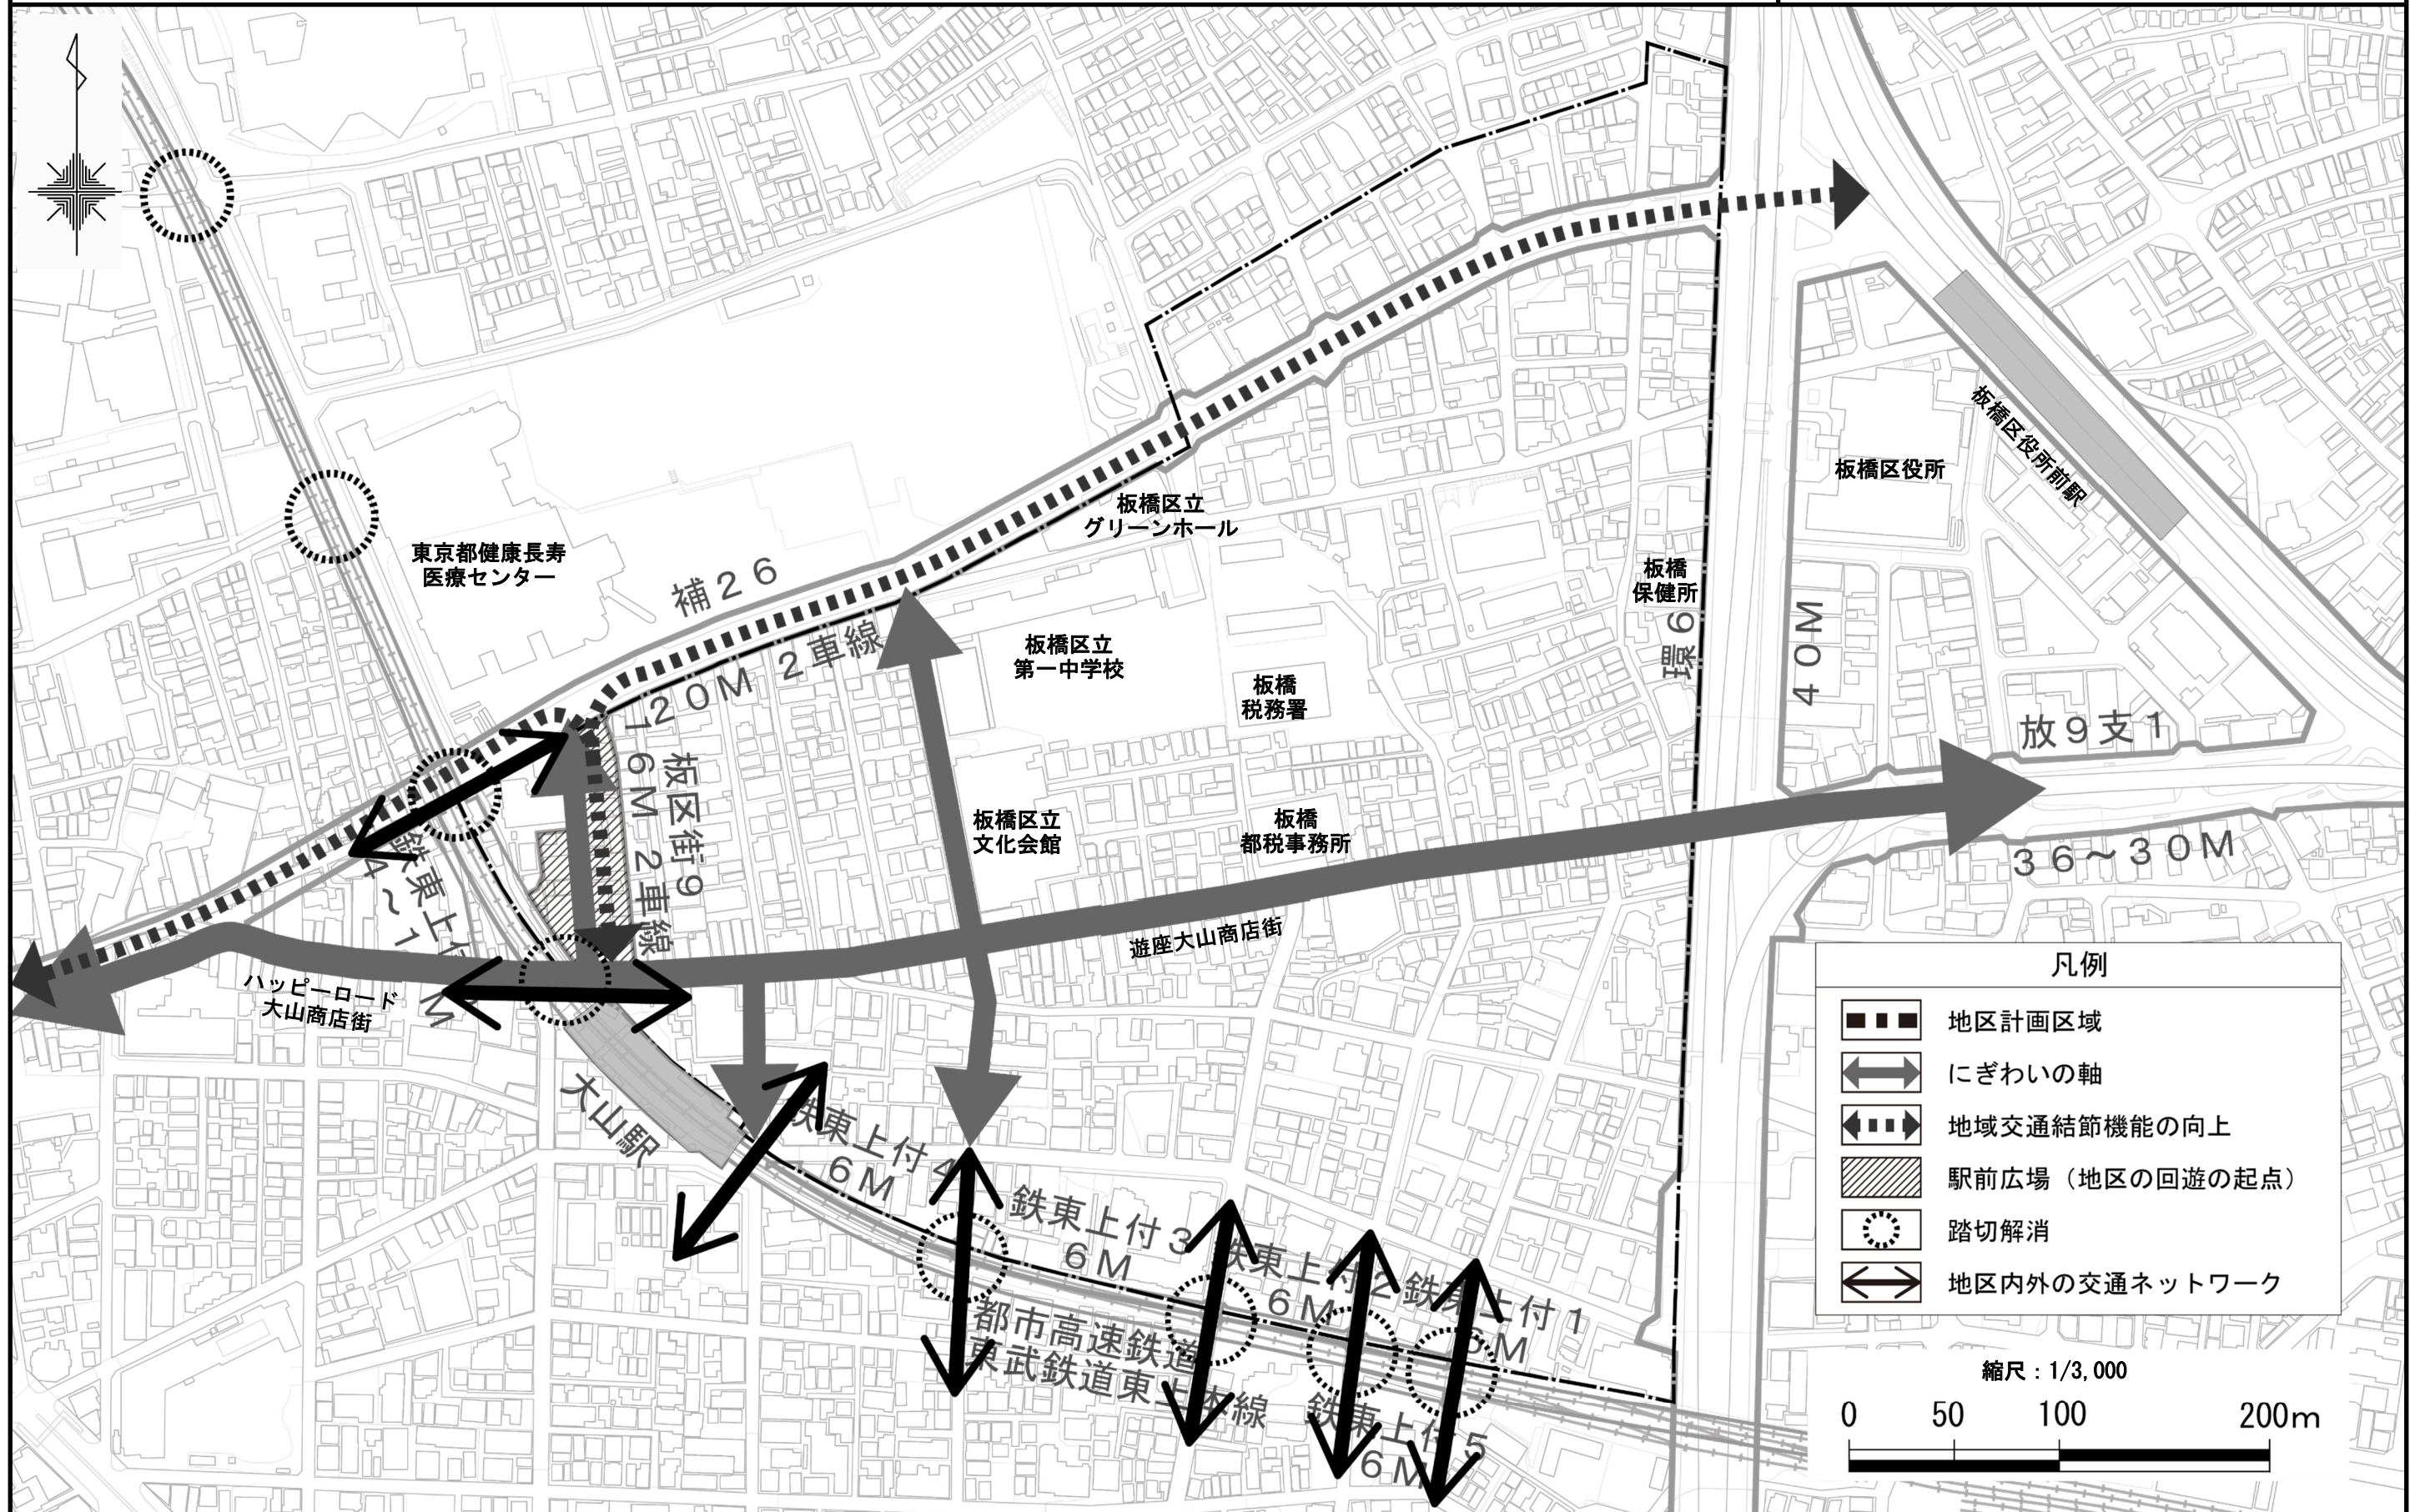 東京都健康長寿
医療センター
補26
20M 2車線
16M 2車線
板区街9
板橋区立
グリーンホール
板橋区立
第一中学校
板橋
税務署
板橋
保健所
環6
40M
板橋区役所
板橋区役所前駅
放9支1
36~30M
板橋区立
文化会館
板橋
都税事務所
遊座大山商店街
ハッピーロード
大山商店街
大山駅
鉄東上付4
6M
鉄東上付3
6M
鉄東上付2
6M
鉄東上付1
6M
都市高速鉄道
東武鉄道東上本線
鉄東上付5
6M
凡例
地区計画区域
にぎわいの軸
地域交通結節機能の向上
駅前広場(地区の回遊の起点)
踏切解消
地区内外の交通ネットワーク
縮尺:1/3,000
0 50 100 200m